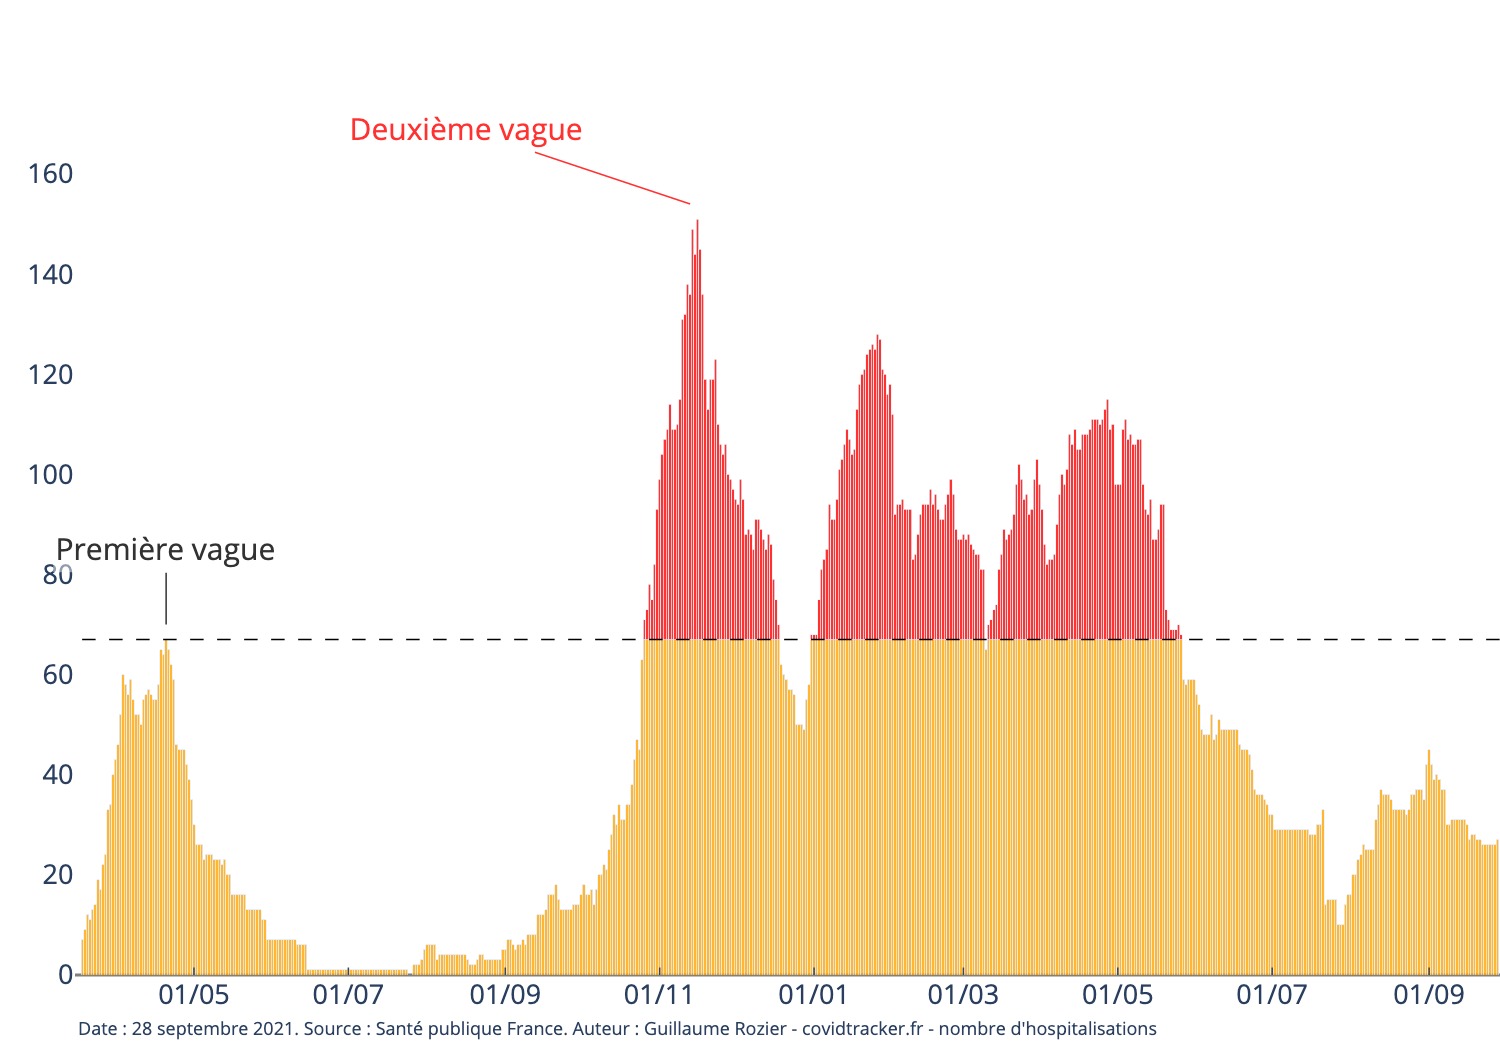 Deuxième vague
160
140
120
100
Première vague
80
60
40
20
0
01/05 01/07 01/09 01/11 01/01 01/03 01/05 01/07 01/09
Date : 28 septembre 2021. Source : Santé publique France. Auteur : Guillaume Rozier - covidtracker.fr - nombre d'hospitalisations